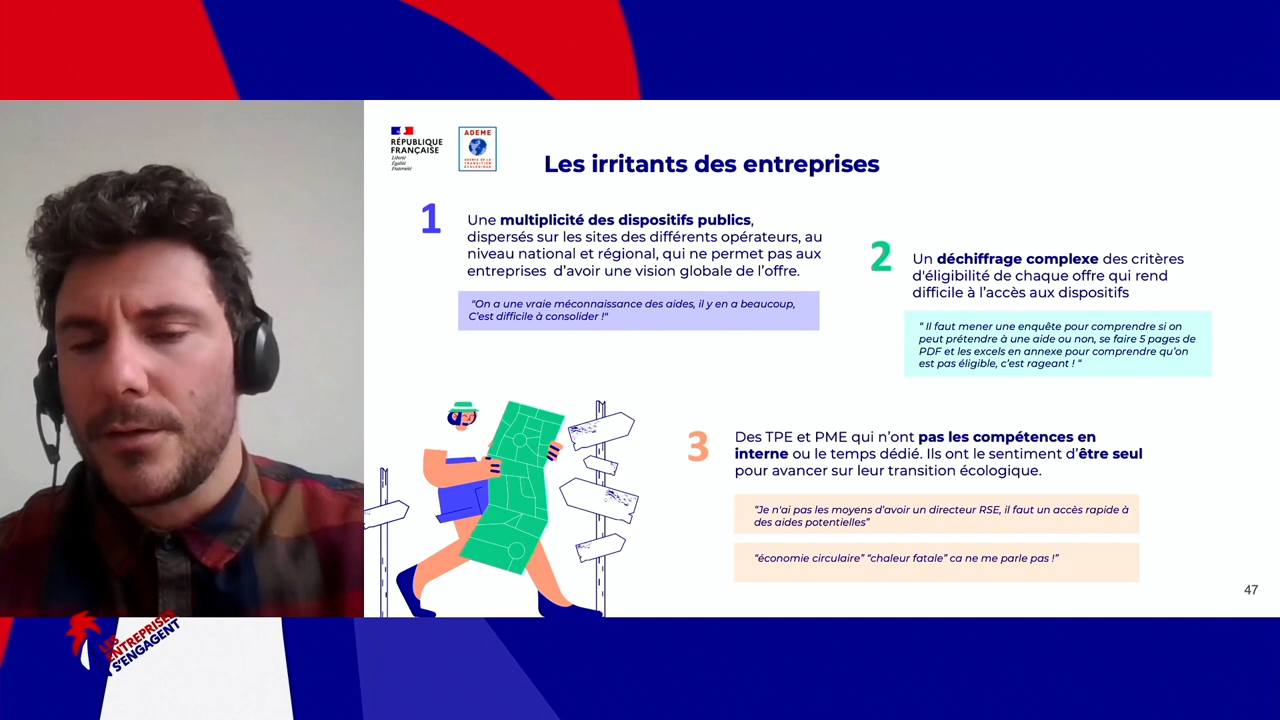 RÉPUBLIQUE
FRANÇAISE
Liberté
Égalité
Fraternité
ADEME
AGENCE DE LA
TRANSITION
ÉCOLOGIQUE
Les irritants des entreprises
1
Une multiplicité des dispositifs publics,
dispersés sur les sites des différents opérateurs, au
niveau national et régional, qui ne permet pas aux
entreprises d'avoir une vision globale de l'offre.
"On a une vraie méconnaissance des aides, il y en a beaucoup,
C'est difficile à consolider !"
2
Un déchiffrage complexe des critères
d'éligibilité de chaque offre qui rend
difficile à l'accès aux dispositifs
" Il faut mener une enquête pour comprendre si on
peut prétendre à une aide ou non, se faire 5 pages de
PDF et les excels en annexe pour comprendre qu'on
est pas éligible, c'est rageant ! "
3
Des TPE et PME qui n'ont pas les compétences en
interne ou le temps dédié. Ils ont le sentiment d'être seul
pour avancer sur leur transition écologique.
"Je n'ai pas les moyens d'avoir un directeur RSE, il faut un accès rapide à
des aides potentielles"
"économie circulaire" "chaleur fatale" ca ne me parle pas !"
47
LES
ENTREPRISES
S'ENGAGENT